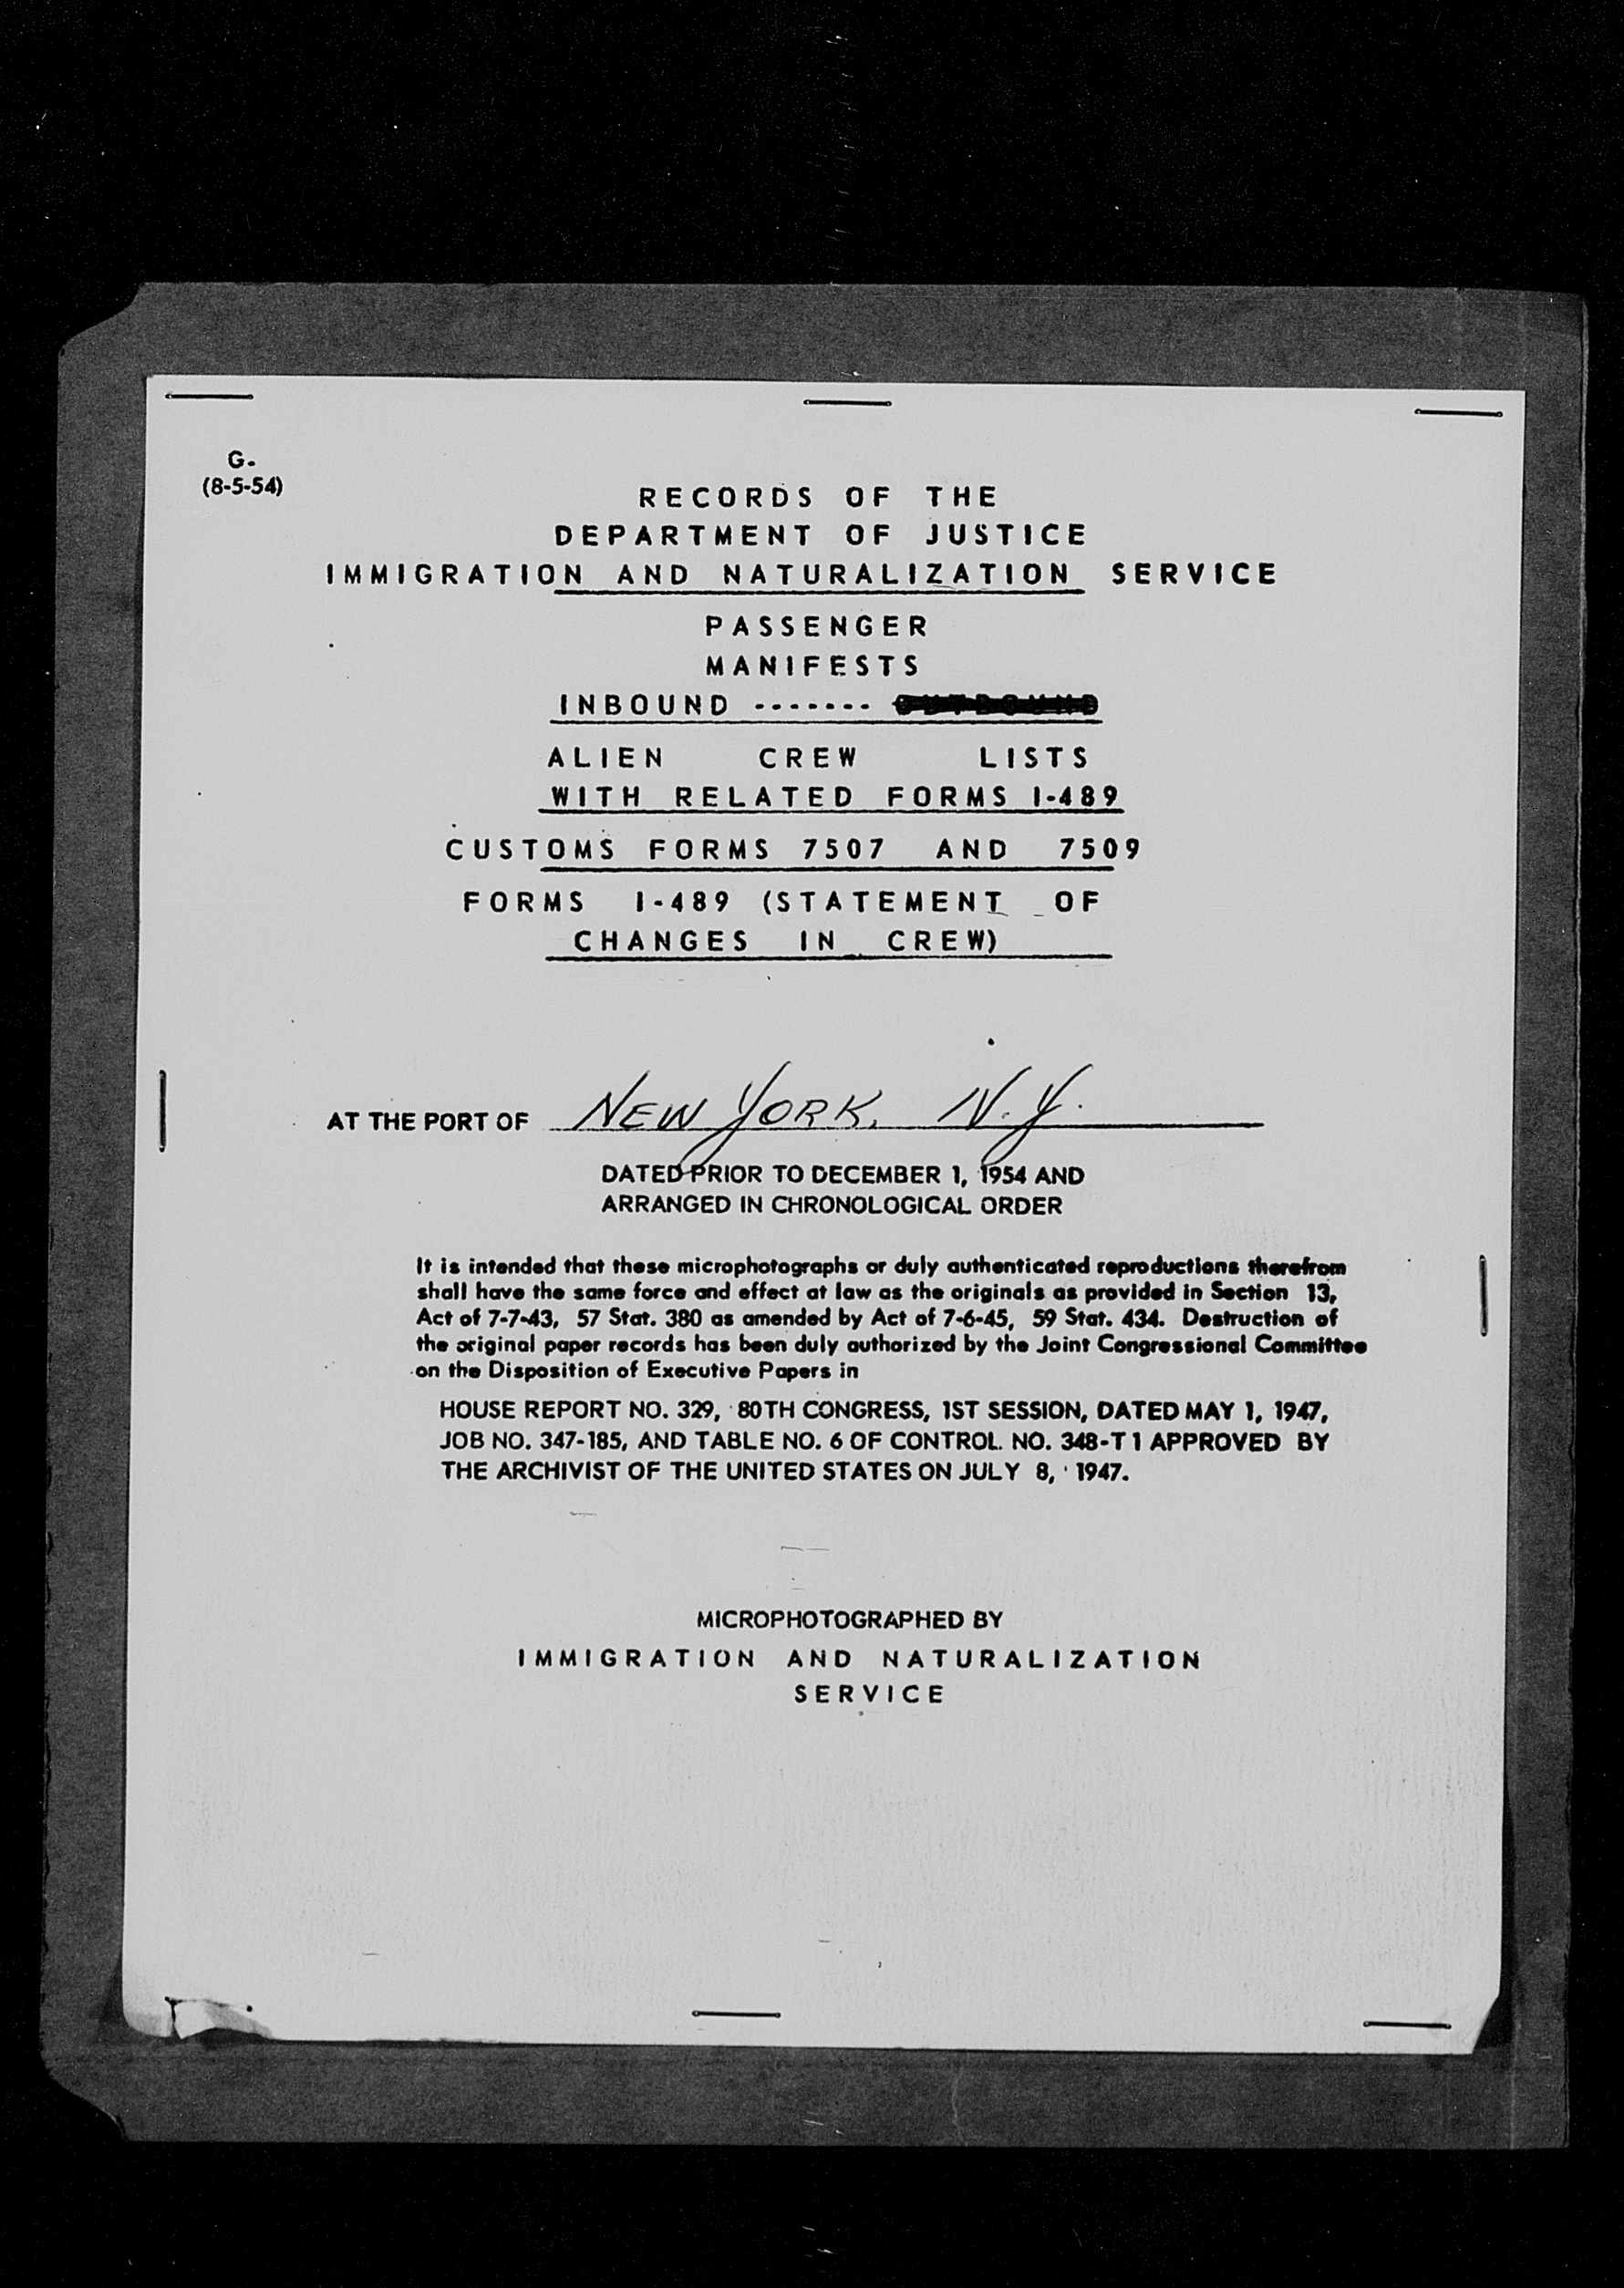 G.
(8-5-54)
RECORDS OF THE
DEPARTMENT OF JUSTICE
IMMIGRATION AND NATURALIZATION SERVICE
PASSENGER
MANIFESTS
INBOUND ------- OUTBOUND
ALIEN CREW LISTS
WITH RELATED FORMS I-489
CUSTOMS FORMS 7507 AND 7509
FORMS I-489 (STATEMENT OF
CHANGES IN CREW)
AT THE PORT OF NEW YORK, N.Y.
DATED PRIOR TO DECEMBER 1, 1954 AND
ARRANGED IN CHRONOLOGICAL ORDER
It is intended that these microphotographs or duly authenticated reproductions therefrom
shall have the same force and effect at law as the originals as provided in Section 13,
Act of 7-7-43, 57 Stat. 380 as amended by Act of 7-6-45, 59 Stat. 434. Destruction of
the original paper records has been duly authorized by the Joint Congressional Committee
on the Disposition of Executive Papers in
HOUSE REPORT NO. 329, 80TH CONGRESS, 1ST SESSION, DATED MAY 1, 1947,
JOB NO. 347-185, AND TABLE NO. 6 OF CONTROL NO. 348-T1 APPROVED BY
THE ARCHIVIST OF THE UNITED STATES ON JULY 8, 1947.
MICROPHOTOGRAPHED BY
IMMIGRATION AND NATURALIZATION
SERVICE